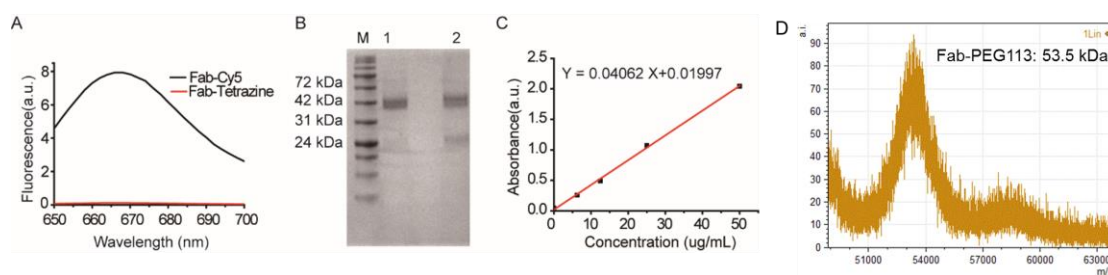 A
Fluorescence(a.u.)
8
6
4
2
0
Fab-Cy5
Fab-Tetrazine
650 660 670 680 690 700
Wavelength (nm)
B
M 1 2
72 kDa
42 kDa
31 kDa
24 kDa
C
Absorbance(a.u.)
2.5
2.0
1.5
1.0
0.5
0.0
Y = 0.04062 X+0.01997
0 10 20 30 40 50
Concentration (ug/mL)
D
a.i.
1Lin
Fab-PEG113: 53.5 kDa
90
80
70
60
50
40
30
20
10
0
51000 54000 57000 60000 63000